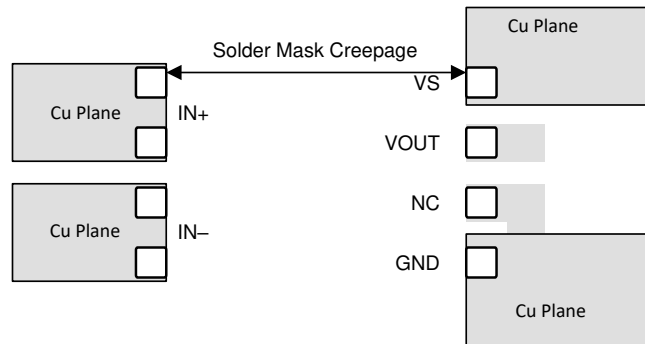 Cu Plane
Solder Mask Creepage
VS
Cu Plane
IN+
VOUT
NC
Cu Plane
IN–
GND
Cu Plane